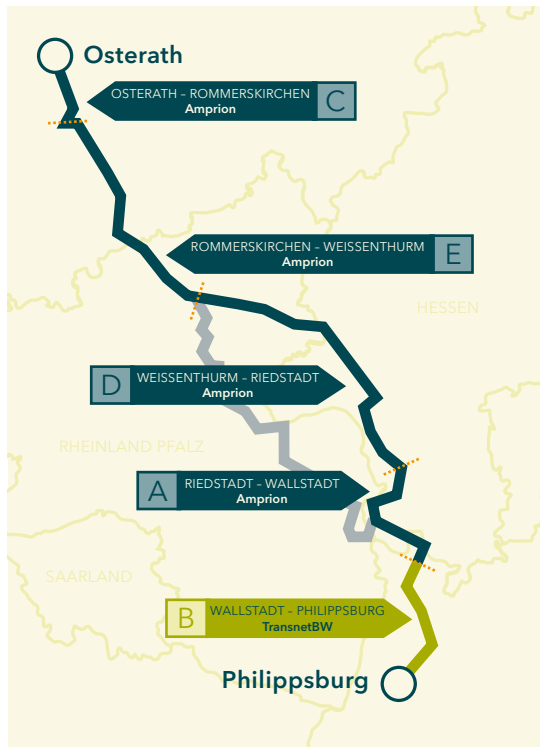 Osterath
OSTERATH – ROMMERSKIRCHEN
Amprion
C
ROMMERSKIRCHEN – WEISSENTHURM
Amprion
E
HESSEN
D
WEISSENTHURM – RIEDSTADT
Amprion
RHEINLAND PFALZ
A
RIEDSTADT – WALLSTADT
Amprion
SAARLAND
B
WALLSTADT – PHILIPPSBURG
TransnetBW
Philippsburg